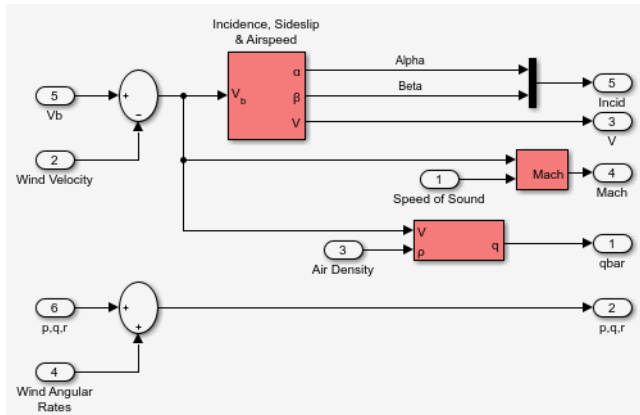 Incidence, Sideslip
& Airspeed
5
Vb
+
−
2
Wind Velocity
V_b
α
β
V
Alpha
Beta
5
Incid
3
V
1
Speed of Sound
Mach
4
Mach
3
Air Density
V
ρ
q
1
qbar
6
p,q,r
+
+
4
Wind Angular
Rates
2
p,q,r